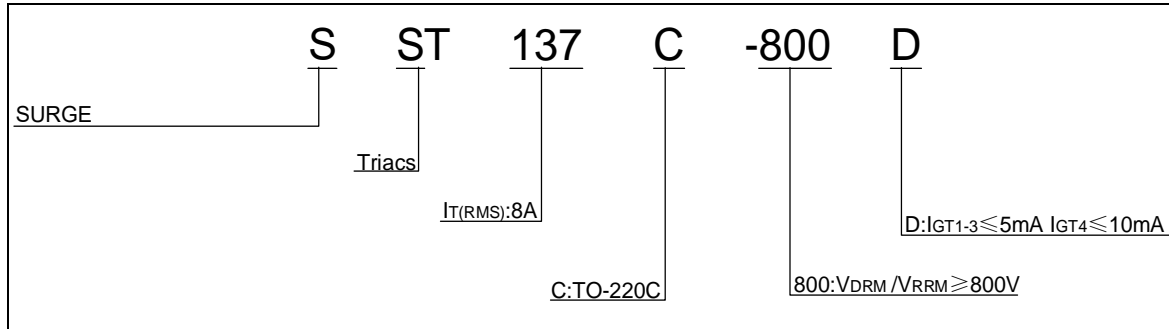 S ST 137 C -800 D
SURGE
Triacs
IT(RMS):8A
D:IGT1-3≤5mA IGT4≤10mA
C:TO-220C
800:VDRM /VRRM≥800V